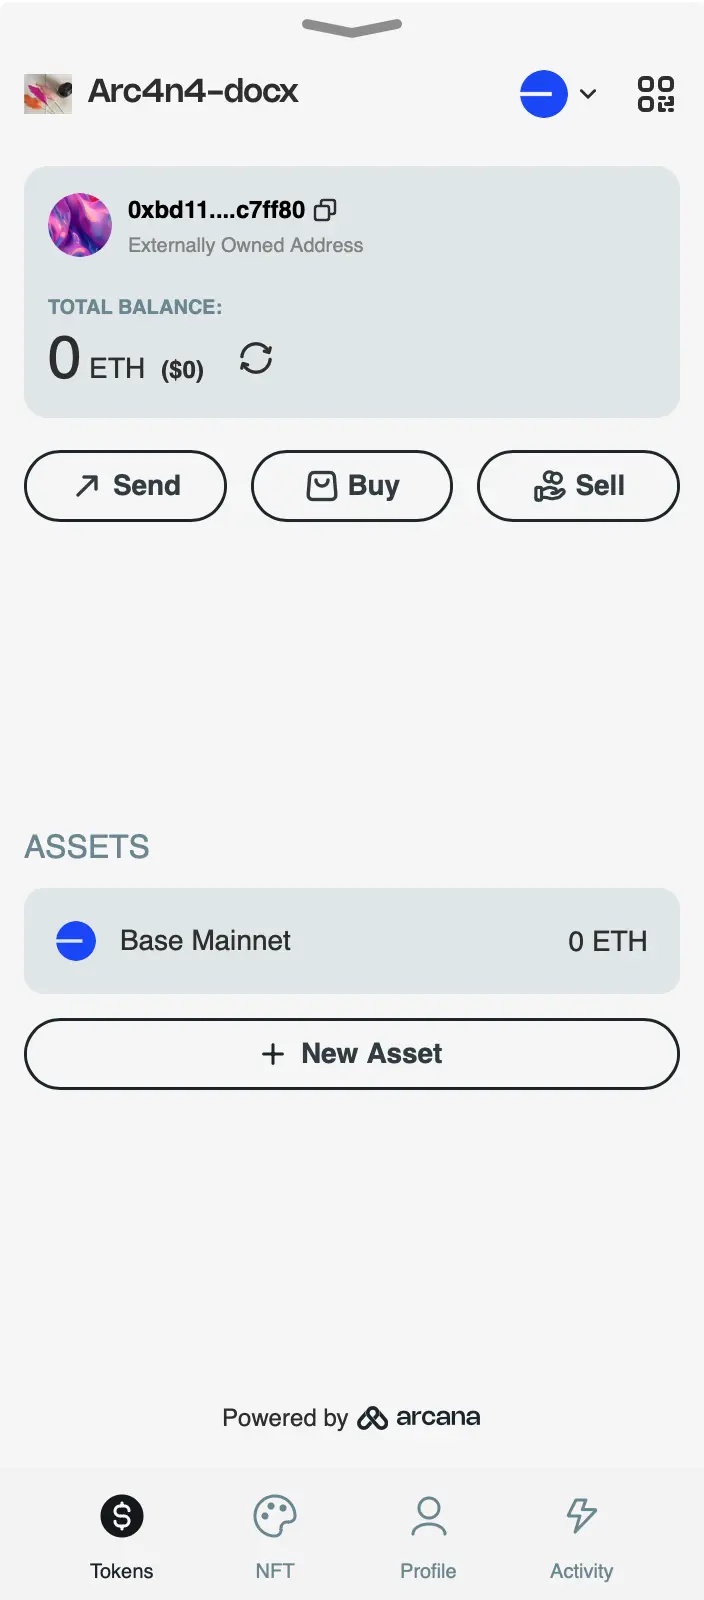 Arc4n4-docx
0xbd11....c7ff80
Externally Owned Address
TOTAL BALANCE:
0 ETH ($0)
Send Buy Sell
ASSETS
Base Mainnet 0 ETH
+ New Asset
Powered by arcana
Tokens NFT Profile Activity